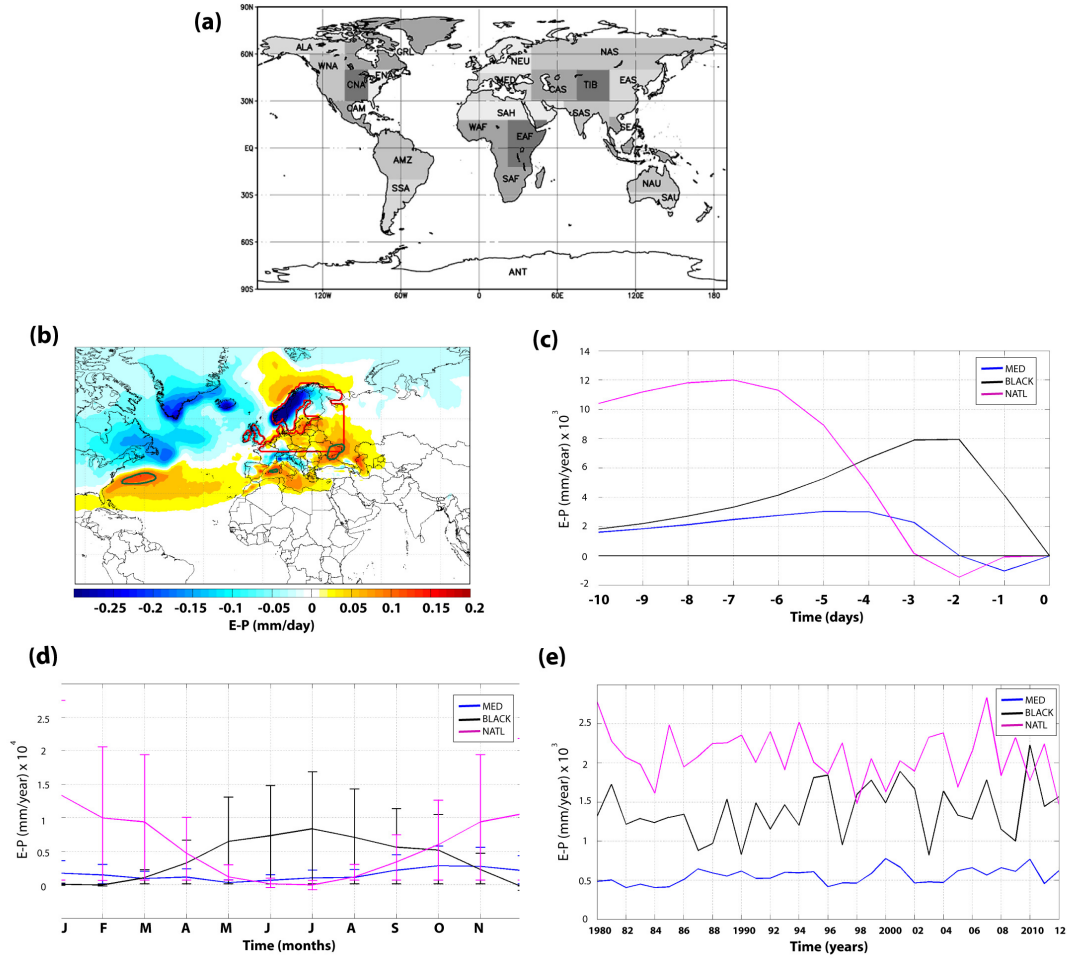 (a)
90N
60N
30N
EQ
30S
60S
90S
120W
60W
0
60E
120E
180
ALA
GRL
WNA
CNA
ENA
CAM
AMZ
SSA
NEU
NAS
MED
CAS
TIB
EAS
SAH
SAS
SEA
WAF
EAF
SAF
NAU
SAU
ANT
(b)
-0.25
-0.2
-0.15
-0.1
-0.05
0
0.05
0.1
0.15
0.2
E-P (mm/day)
(c)
E-P (mm/year) x 10³
14
12
10
8
6
4
2
0
-2
MED
BLACK
NATL
-10
-9
-8
-7
-6
-5
-4
-3
-2
-1
0
Time (days)
(d)
E-P (mm/year) x 10⁴
2.5
2
1.5
1
0.5
0
MED
BLACK
NATL
J
F
M
A
M
J
J
A
S
O
N
Time (months)
(e)
E-P (mm/year) x 10³
2.5
2
1.5
1
0.5
0
MED
BLACK
NATL
1980
82
84
86
88
1990
92
94
96
98
2000
02
04
06
08
2010
12
Time (years)